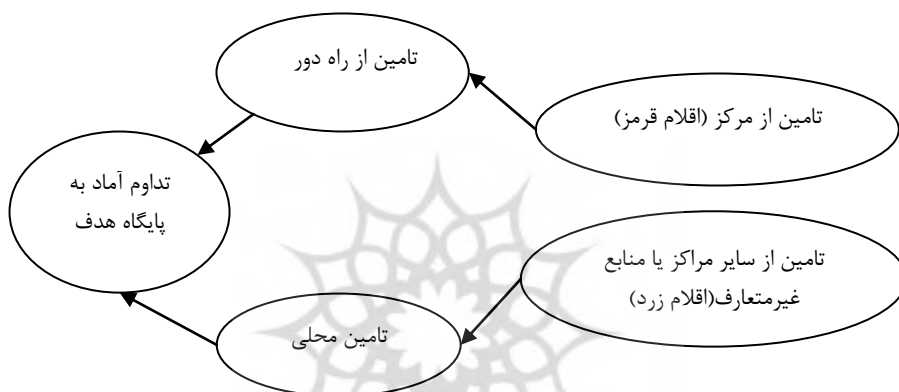 تامین از راه دور
تامین از مرکز (اقلام قرمز)
تداوم آماد به
پایگاه هدف
تامین از سایر مراکز یا منابع
غیرمتعارف(اقلام زرد)
تامین محلی